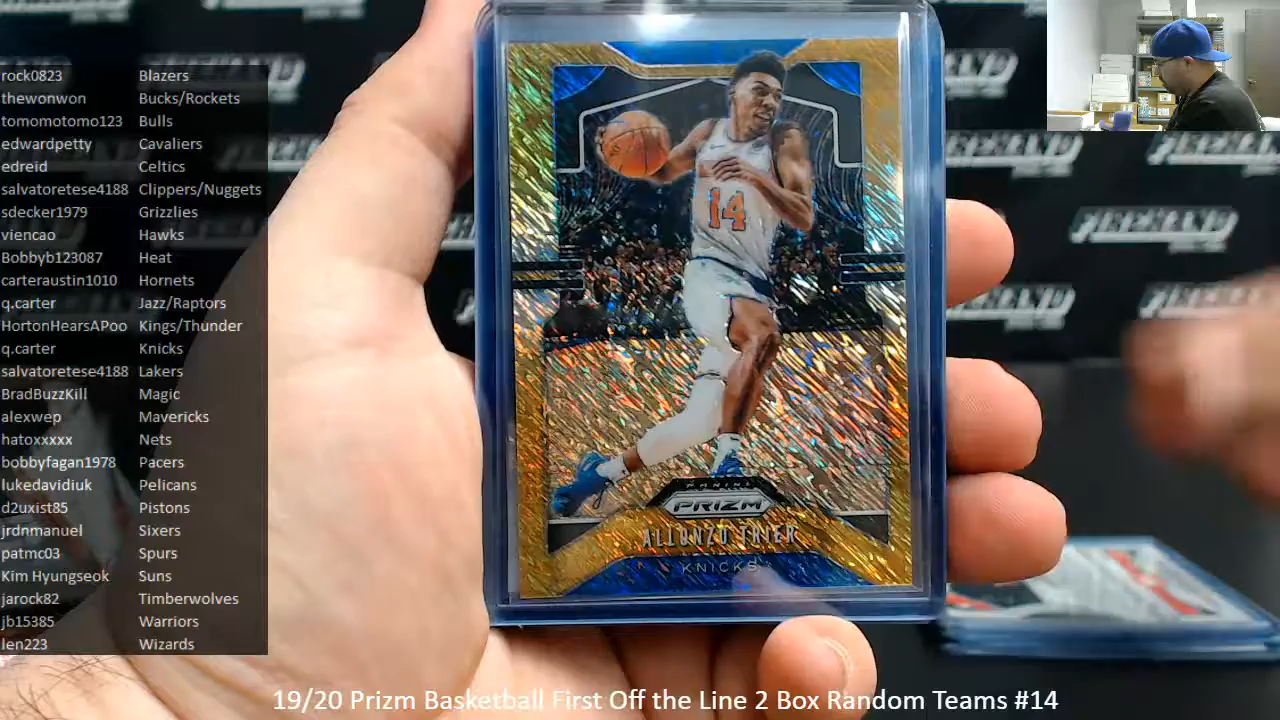 rock0823 Blazers
thewonwon Bucks/Rockets
tomomotomo123 Bulls
edwardpetty Cavaliers
edreid Celtics
salvatoretese4188 Clippers/Nuggets
sdecker1979 Grizzlies
viencao Hawks
Bobbyb123087 Heat
carteraustin1010 Hornets
q.carter Jazz/Raptors
HortonHearsAPoo Kings/Thunder
q.carter Knicks
salvatoretese4188 Lakers
BradBuzzKill Magic
alexwep Mavericks
hatoxxxxx Nets
bobbyfagan1978 Pacers
lukedavidiuk Pelicans
d2uxist85 Pistons
jrdnmanuel Sixers
patmc03 Spurs
Kim Hyungseok Suns
jarock82 Timberwolves
jb15385 Warriors
len223 Wizards
14
PANINI
PRIZM
ALLONZO TRIER
KNICKS
19/20 Prizm Basketball First Off the Line 2 Box Random Teams #14